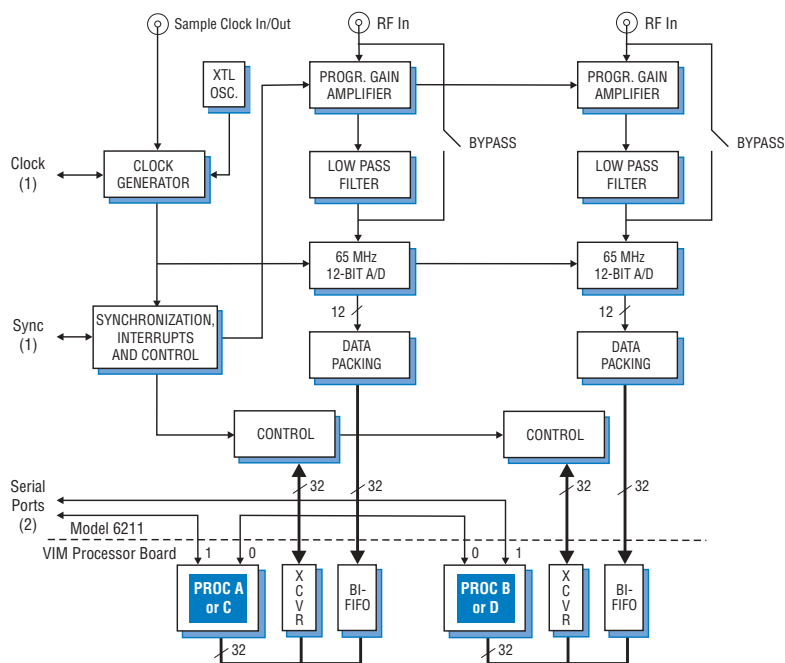 Sample Clock In/Out
RF In
RF In
XTL
OSC.
PROGR. GAIN
AMPLIFIER
PROGR. GAIN
AMPLIFIER
BYPASS
BYPASS
Clock
(1)
CLOCK
GENERATOR
LOW PASS
FILTER
LOW PASS
FILTER
65 MHz
12-BIT A/D
65 MHz
12-BIT A/D
12
12
Sync
(1)
SYNCHRONIZATION,
INTERRUPTS
AND CONTROL
DATA
PACKING
DATA
PACKING
CONTROL
CONTROL
32
32
32
32
Serial
Ports
(2)
Model 6211
VIM Processor Board
1
0
0
1
PROC A
or C
X
C
V
R
BI-
FIFO
PROC B
or D
X
C
V
R
BI-
FIFO
32
32